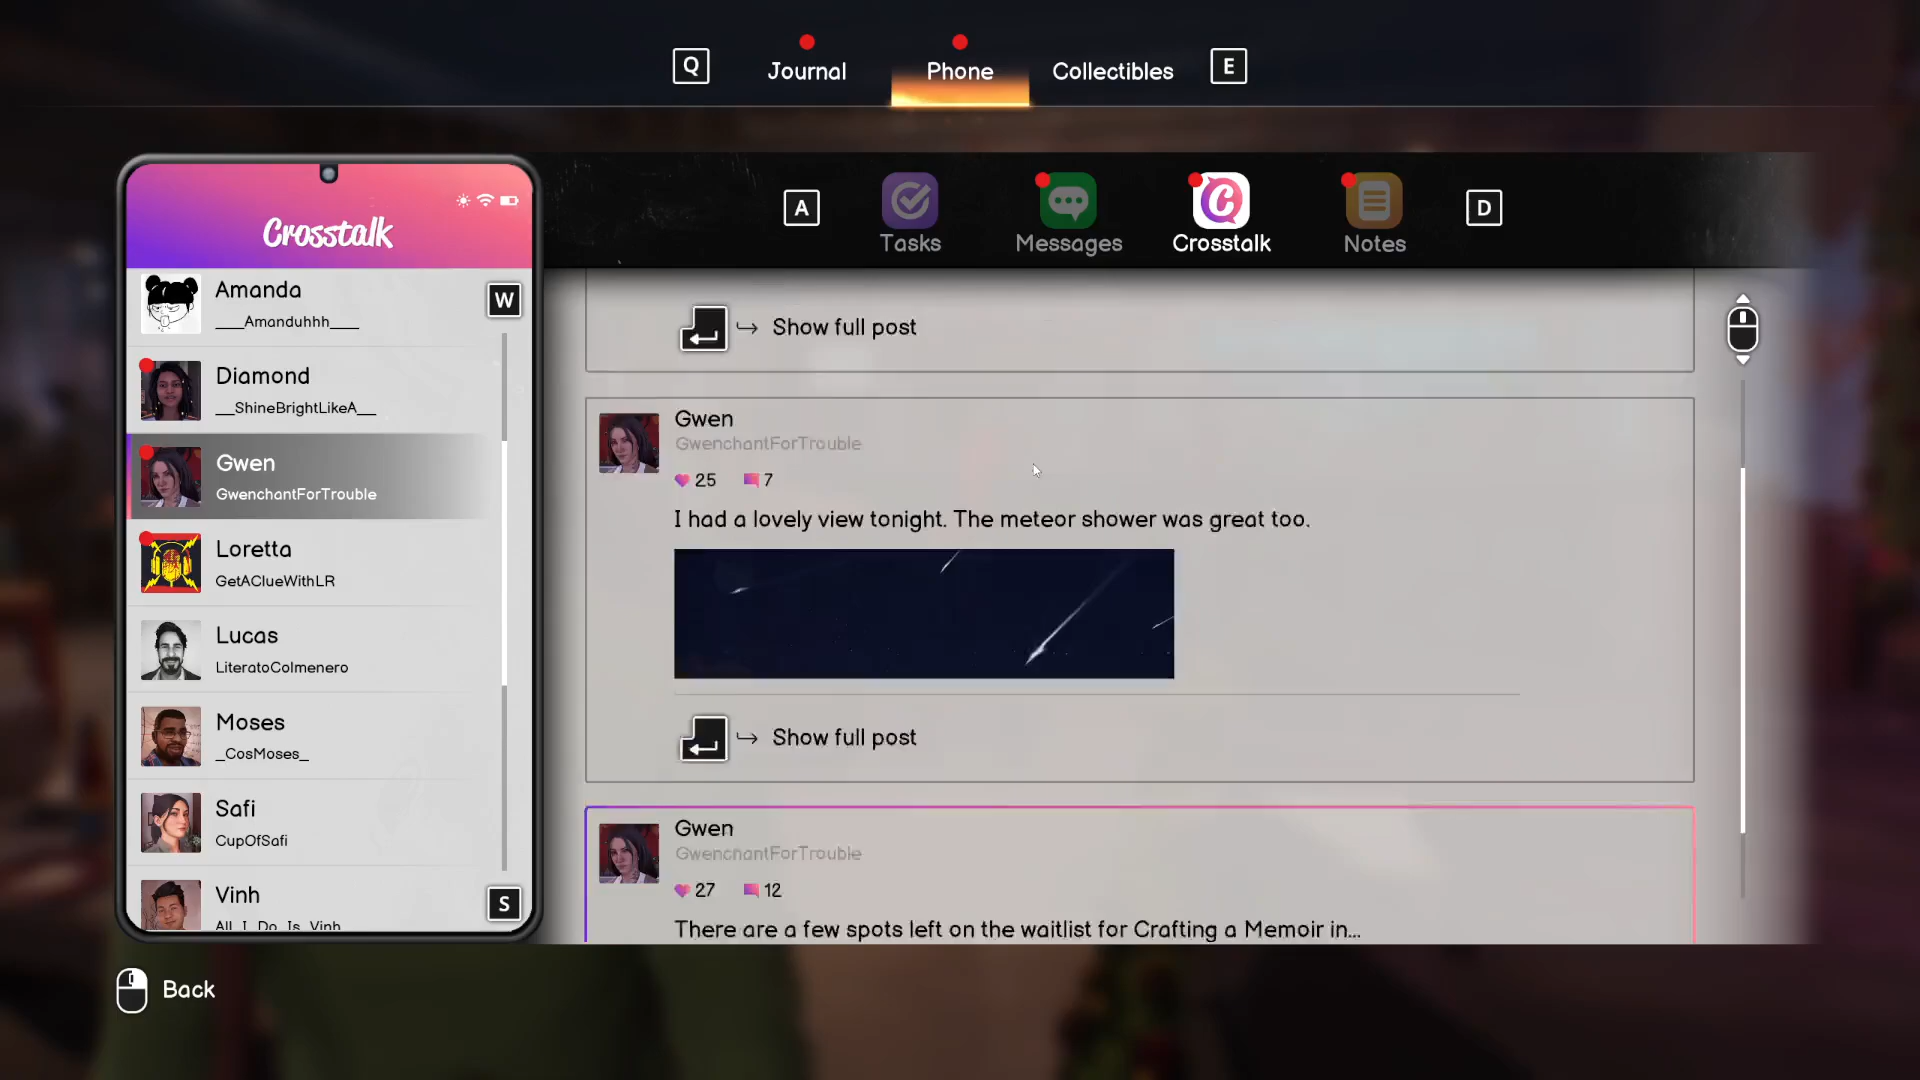 Q
Journal
Phone
Collectibles
E
Crosstalk
A
Tasks
Messages
Crosstalk
Notes
D
Amanda
____Amanduhhh____
W
Diamond
__ShineBrightLikeA__
Gwen
GwenchantForTrouble
Loretta
GetAClueWithLR
Lucas
LiteratoColmenero
Moses
_CosMoses_
Safi
CupOfSafi
Vinh
All_I_Do_Is_Vinh
S
Show full post
Gwen
GwenchantForTrouble
25 7
I had a lovely view tonight. The meteor shower was great too.
Show full post
Gwen
GwenchantForTrouble
27 12
There are a few spots left on the waitlist for Crafting a Memoir in...
Back